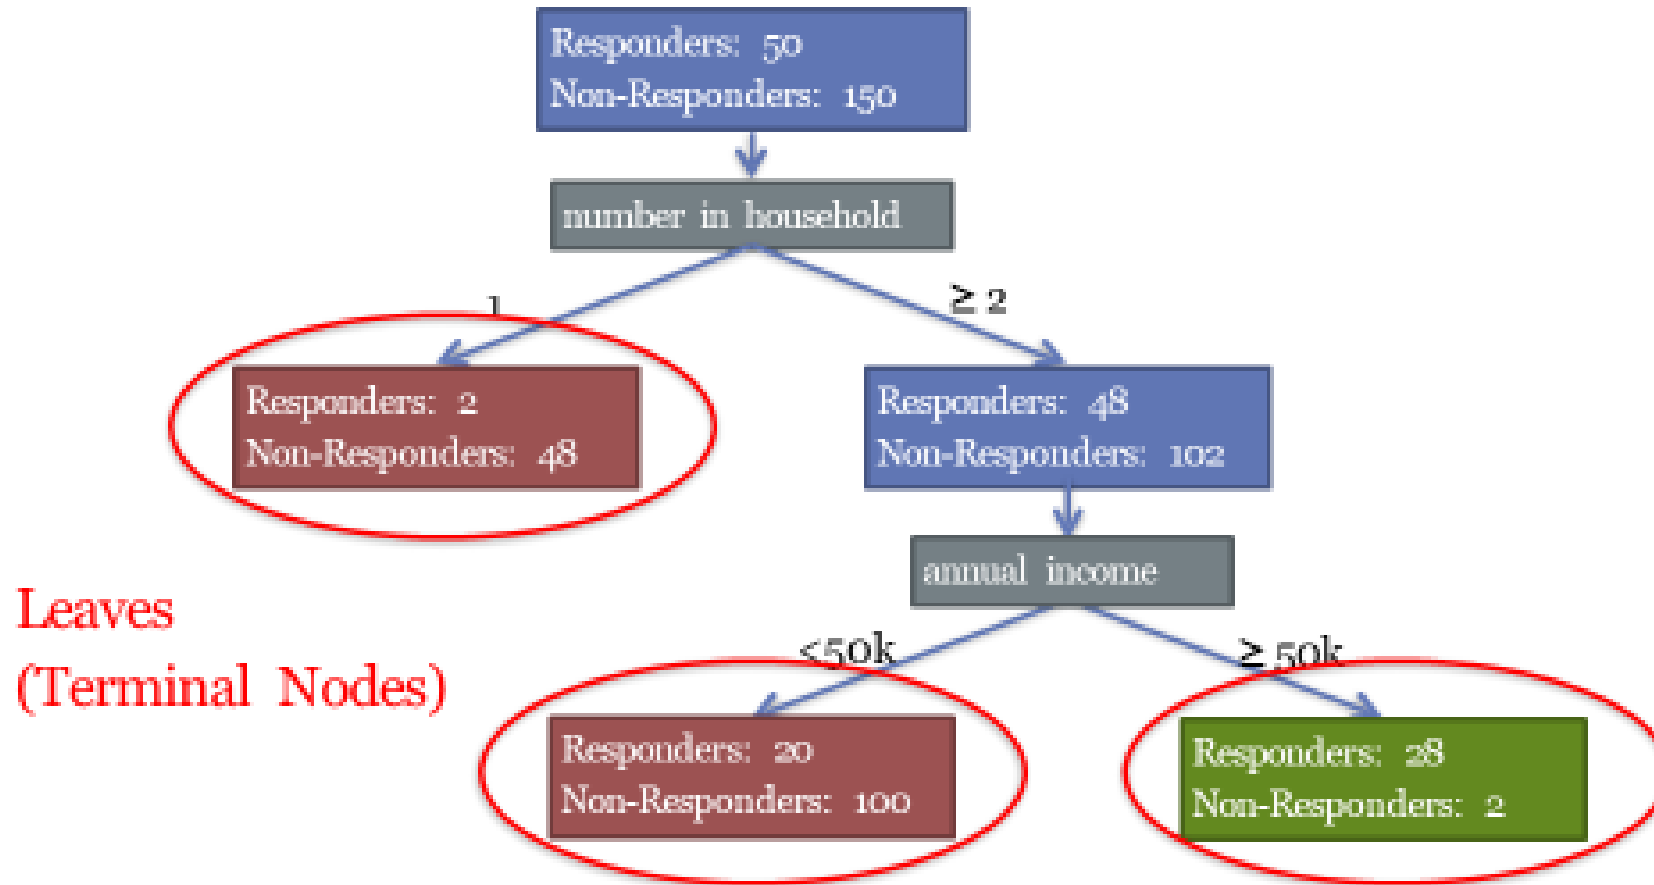 Responders: 50
Non-Responders: 150
number in household
1
≥ 2
Responders: 2
Non-Responders: 48
Responders: 48
Non-Responders: 102
annual income
Leaves
(Terminal Nodes)
<50k
≥ 50k
Responders: 20
Non-Responders: 100
Responders: 28
Non-Responders: 2